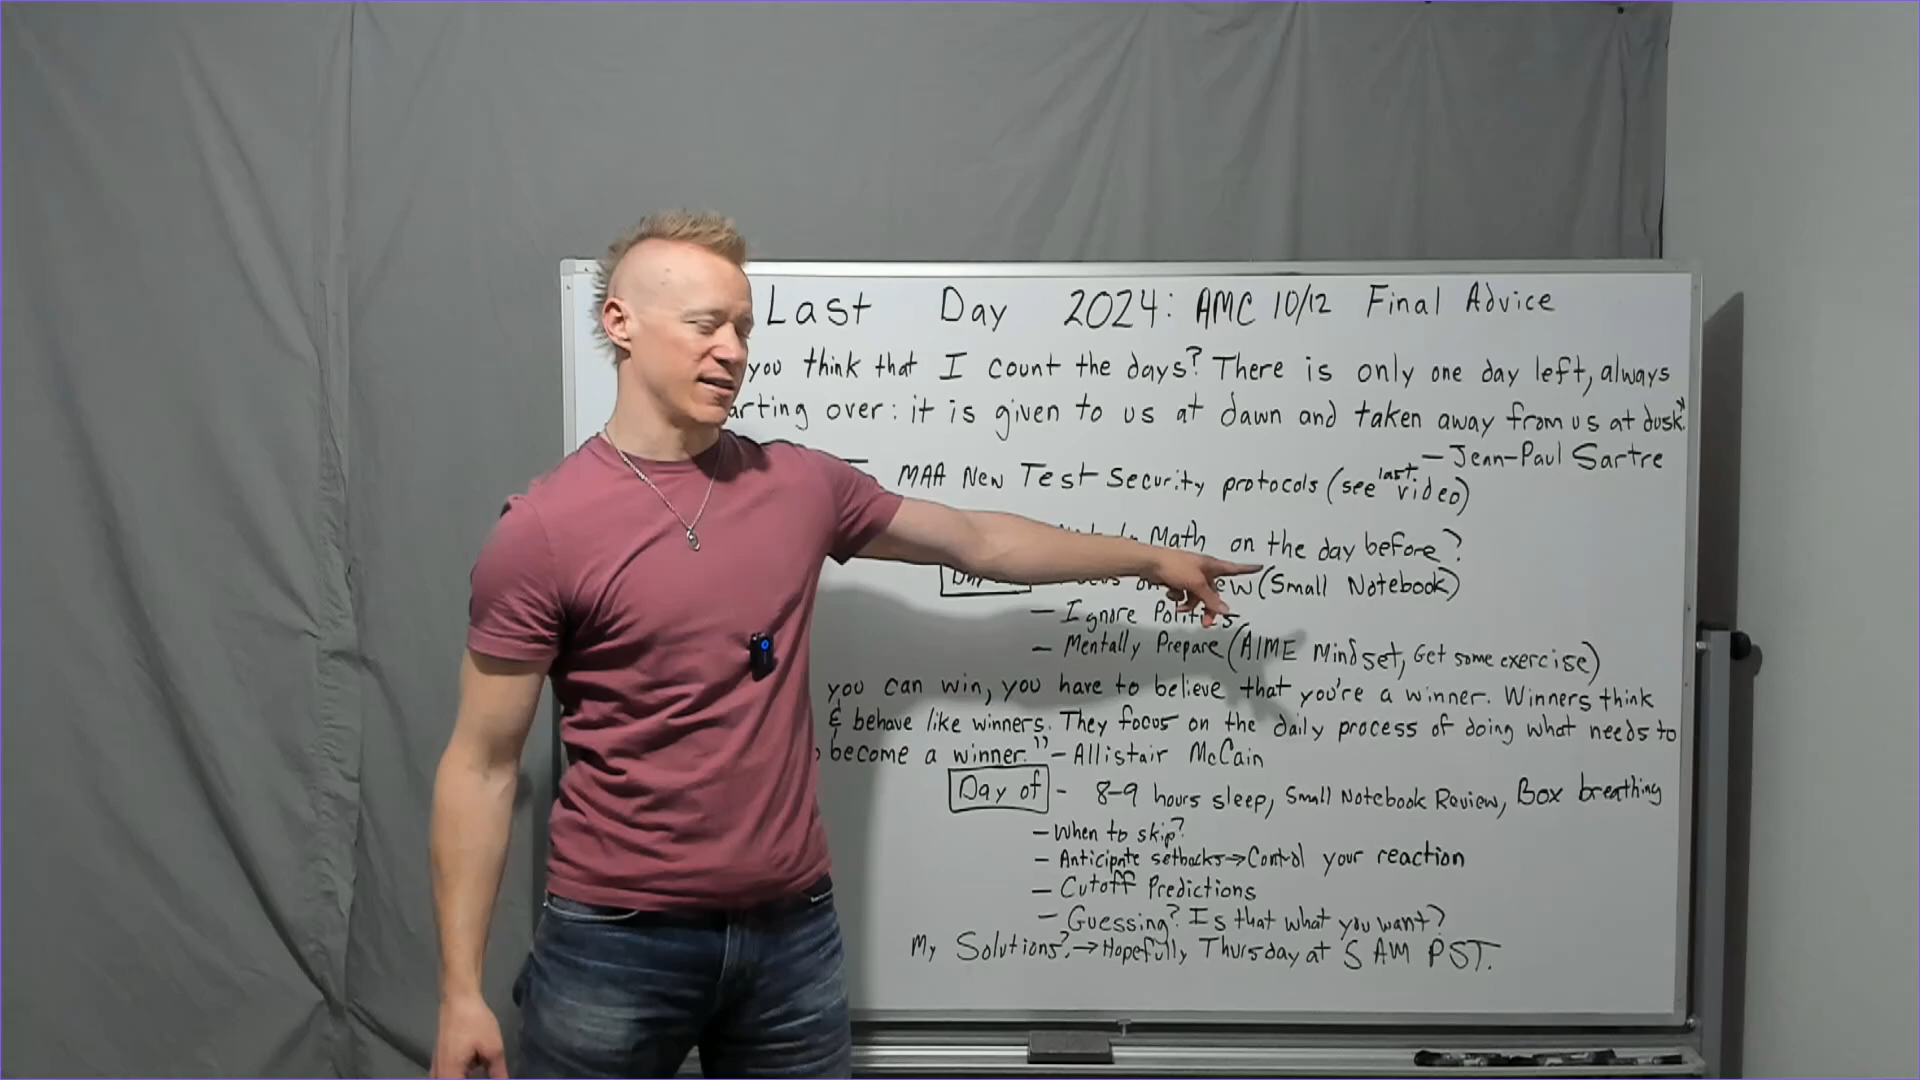 Last Day 2024: AMC 10/12 Final Advice
you think that I count the days? There is only one day left, always
arting over: it is given to us at dawn and taken away from us at dusk."
— Jean-Paul Sartre
MAA New Test Security protocols (see last video)
Math on the day before?
ew (Small Notebook)
— Ignore Politics
— Mentally Prepare (AIME Mindset, Get some exercise)
you can win, you have to believe that you're a winner. Winners think
& behave like winners. They focus on the daily process of doing what needs to
become a winner." — Allistair McCain
Day of - 8-9 hours sleep, Small Notebook Review, Box breathing
— When to skip?
— Anticipate setbacks → Control your reaction
— Cutoff Predictions
— Guessing? Is that what you want?
My Solutions? → Hopefully Thursday at 5 AM PST.